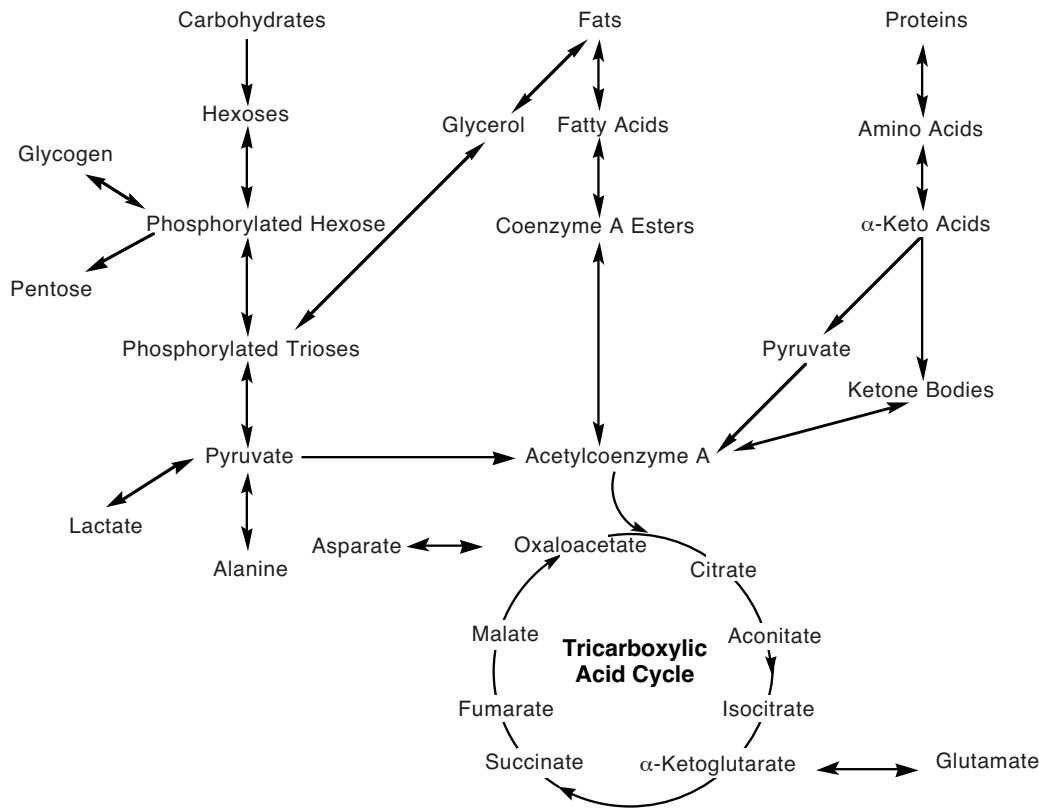 Carbohydrates
Fats
Proteins
Hexoses
Glycerol
Fatty Acids
Amino Acids
Glycogen
Phosphorylated Hexose
Coenzyme A Esters
α-Keto Acids
Pentose
Phosphorylated Trioses
Pyruvate
Ketone Bodies
Pyruvate
Acetylcoenzyme A
Lactate
Alanine
Asparate
Oxaloacetate
Citrate
Malate
Tricarboxylic
Acid Cycle
Aconitate
Fumarate
Isocitrate
Succinate
α-Ketoglutarate
Glutamate